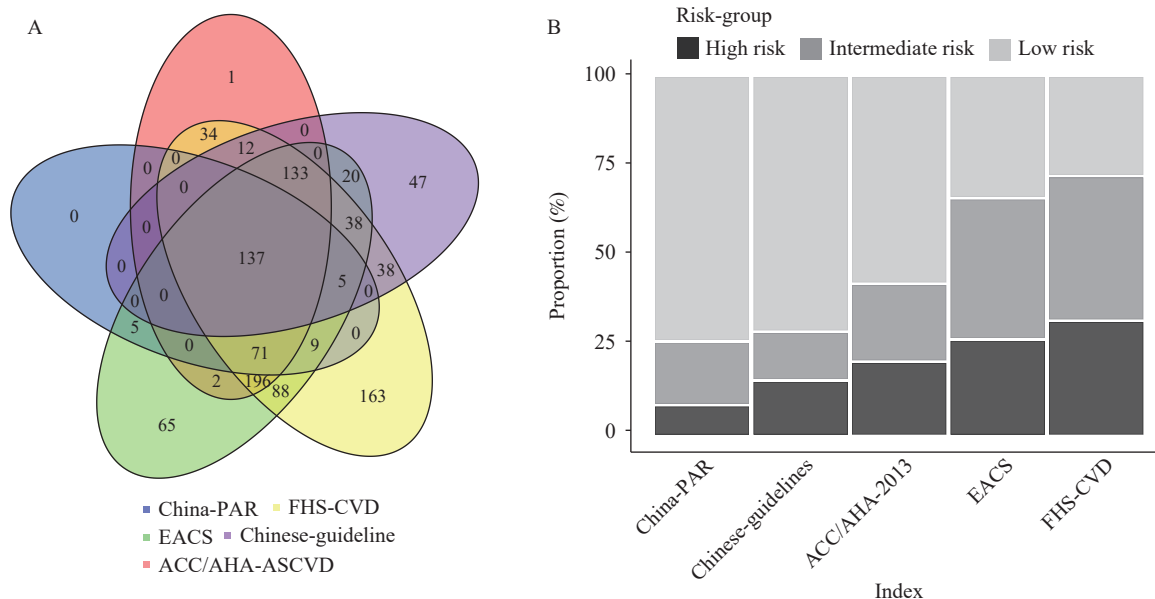 A
1
34
0
12
0
0
0
0
133
20
47
0
0
38
0
137
38
0
5
0
0
0
5
0
0
71
9
2
196
88
163
65
China-PAR FHS-CVD
EACS Chinese-guideline
ACC/AHA-ASCVD
B
Risk-group
High risk Intermediate risk Low risk
100
75
50
25
0
Proportion (%)
China-PAR
Chinese-guidelines
ACC/AHA-2013
EACS
FHS-CVD
Index